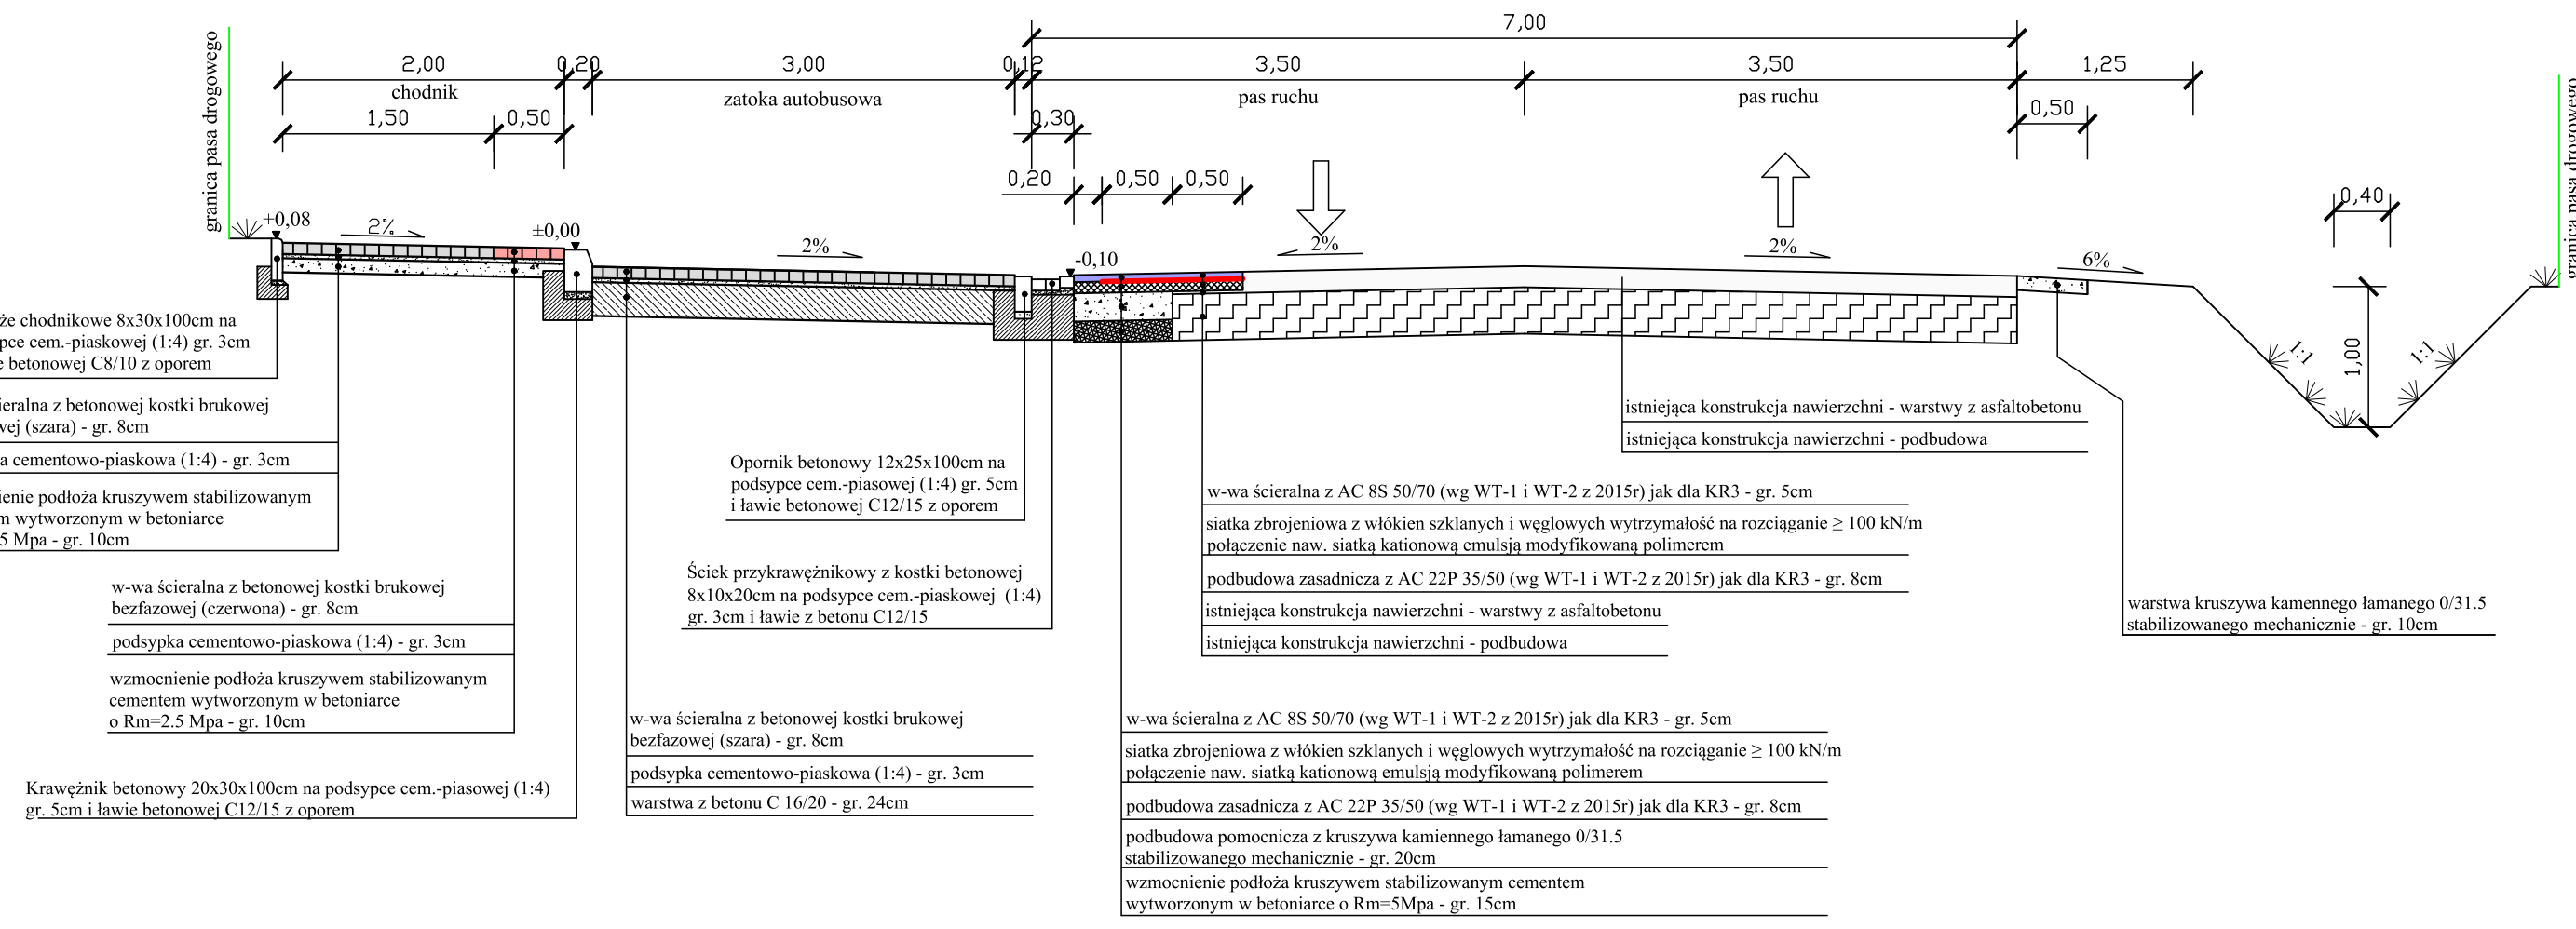 7,00
2,00
0,20
3,00
0,12
3,50
3,50
1,25
chodnik
zatoka autobusowa
pas ruchu
pas ruchu
1,50
0,50
0,30
0,50
0,20
0,50
0,50
0,40
granica pasa drogowego
granica pasa drogowego
+0,08
2%
±0,00
2%
-0,10
2%
2%
6%
1:1
1,00
1:1
że chodnikowe 8x30x100cm na
pce cem.-piaskowej (1:4) gr. 3cm
e betonowej C8/10 z oporem
ieralna z betonowej kostki brukowej
vej (szara) - gr. 8cm
a cementowo-piaskowa (1:4) - gr. 3cm
ienie podłoża kruszywem stabilizowanym
m wytworzonym w betoniarce
5 Mpa - gr. 10cm
w-wa ścieralna z betonowej kostki brukowej
bezfazowej (czerwona) - gr. 8cm
podsypka cementowo-piaskowa (1:4) - gr. 3cm
wzmocnienie podłoża kruszywem stabilizowanym
cementem wytworzonym w betoniarce
o Rm=2.5 Mpa - gr. 10cm
Krawężnik betonowy 20x30x100cm na podsypce cem.-piasowej (1:4)
gr. 5cm i ławie betonowej C12/15 z oporem
w-wa ścieralna z betonowej kostki brukowej
bezfazowej (szara) - gr. 8cm
podsypka cementowo-piaskowa (1:4) - gr. 3cm
warstwa z betonu C 16/20 - gr. 24cm
Opornik betonowy 12x25x100cm na
podsypce cem.-piasowej (1:4) gr. 5cm
i ławie betonowej C12/15 z oporem
Ściek przykrawężnikowy z kostki betonowej
8x10x20cm na podsypce cem.-piaskowej (1:4)
gr. 3cm i ławie z betonu C12/15
w-wa ścieralna z AC 8S 50/70 (wg WT-1 i WT-2 z 2015r) jak dla KR3 - gr. 5cm
siatka zbrojeniowa z włókien szklanych i węglowych wytrzymałość na rozciąganie ≥ 100 kN/m
połączenie naw. siatką kationową emulsją modyfikowaną polimerem
podbudowa zasadnicza z AC 22P 35/50 (wg WT-1 i WT-2 z 2015r) jak dla KR3 - gr. 8cm
podbudowa pomocnicza z kruszywa kamiennego łamanego 0/31.5
stabilizowanego mechanicznie - gr. 20cm
wzmocnienie podłoża kruszywem stabilizowanym cementem
wytworzonym w betoniarce o Rm=5Mpa - gr. 15cm
w-wa ścieralna z AC 8S 50/70 (wg WT-1 i WT-2 z 2015r) jak dla KR3 - gr. 5cm
siatka zbrojeniowa z włókien szklanych i węglowych wytrzymałość na rozciąganie ≥ 100 kN/m
połączenie naw. siatką kationową emulsją modyfikowaną polimerem
podbudowa zasadnicza z AC 22P 35/50 (wg WT-1 i WT-2 z 2015r) jak dla KR3 - gr. 8cm
istniejąca konstrukcja nawierzchni - warstwy z asfaltobetonu
istniejąca konstrukcja nawierzchni - podbudowa
istniejąca konstrukcja nawierzchni - warstwy z asfaltobetonu
istniejąca konstrukcja nawierzchni - podbudowa
warstwa kruszywa kamennego łamanego 0/31.5
stabilizowanego mechanicznie - gr. 10cm